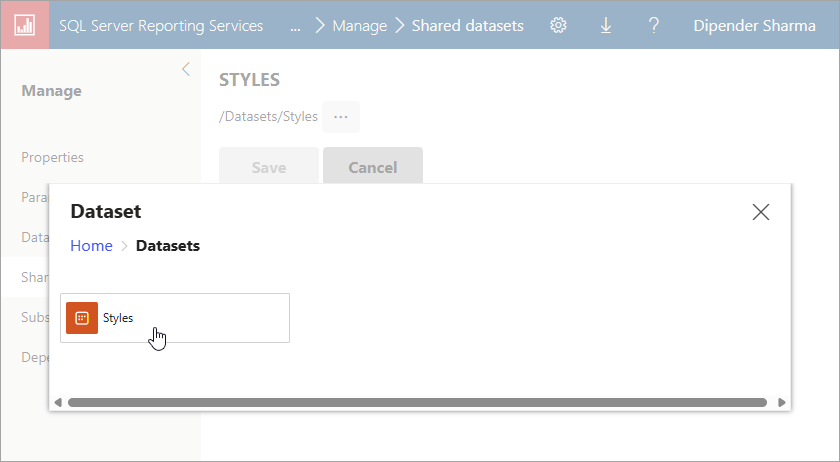 SQL Server Reporting Services ... > Manage > Shared datasets ? Dipender Sharma
Manage
STYLES
/Datasets/Styles ...
Properties
Save Cancel
Para
Data
Shar
Subs
Depe
Dataset
Home > Datasets
Styles